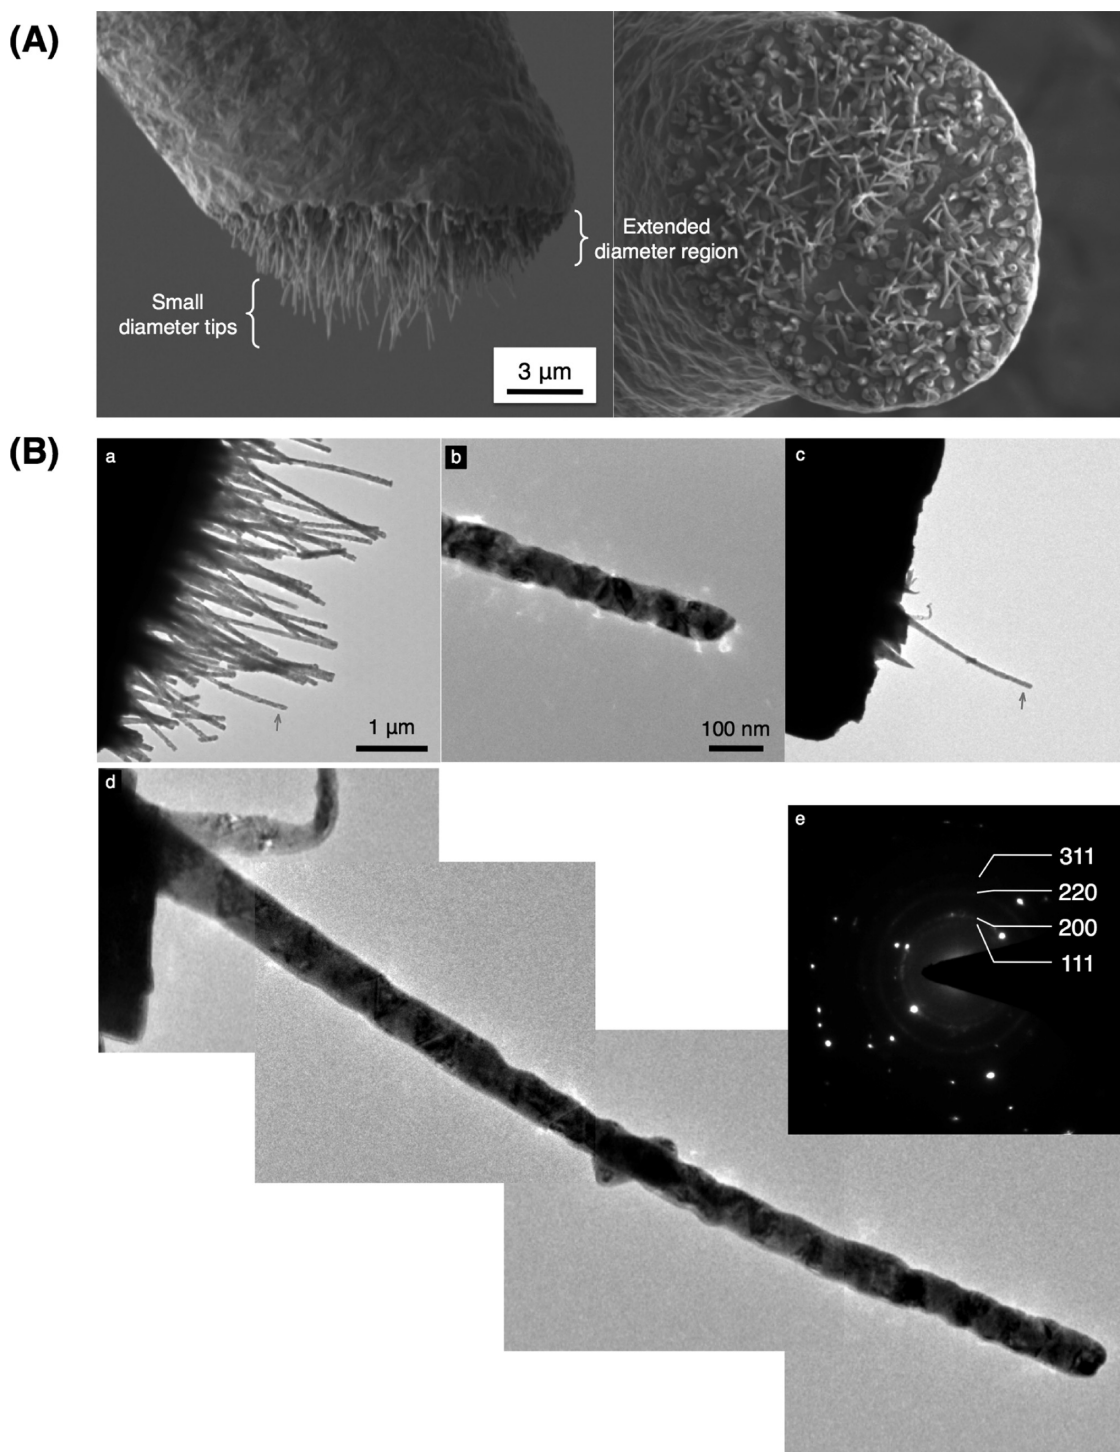 (A)
Extended
diameter region
Small
diameter tips
3 μm
(B)
a
b
c
1 μm
100 nm
d
e
311
220
200
111